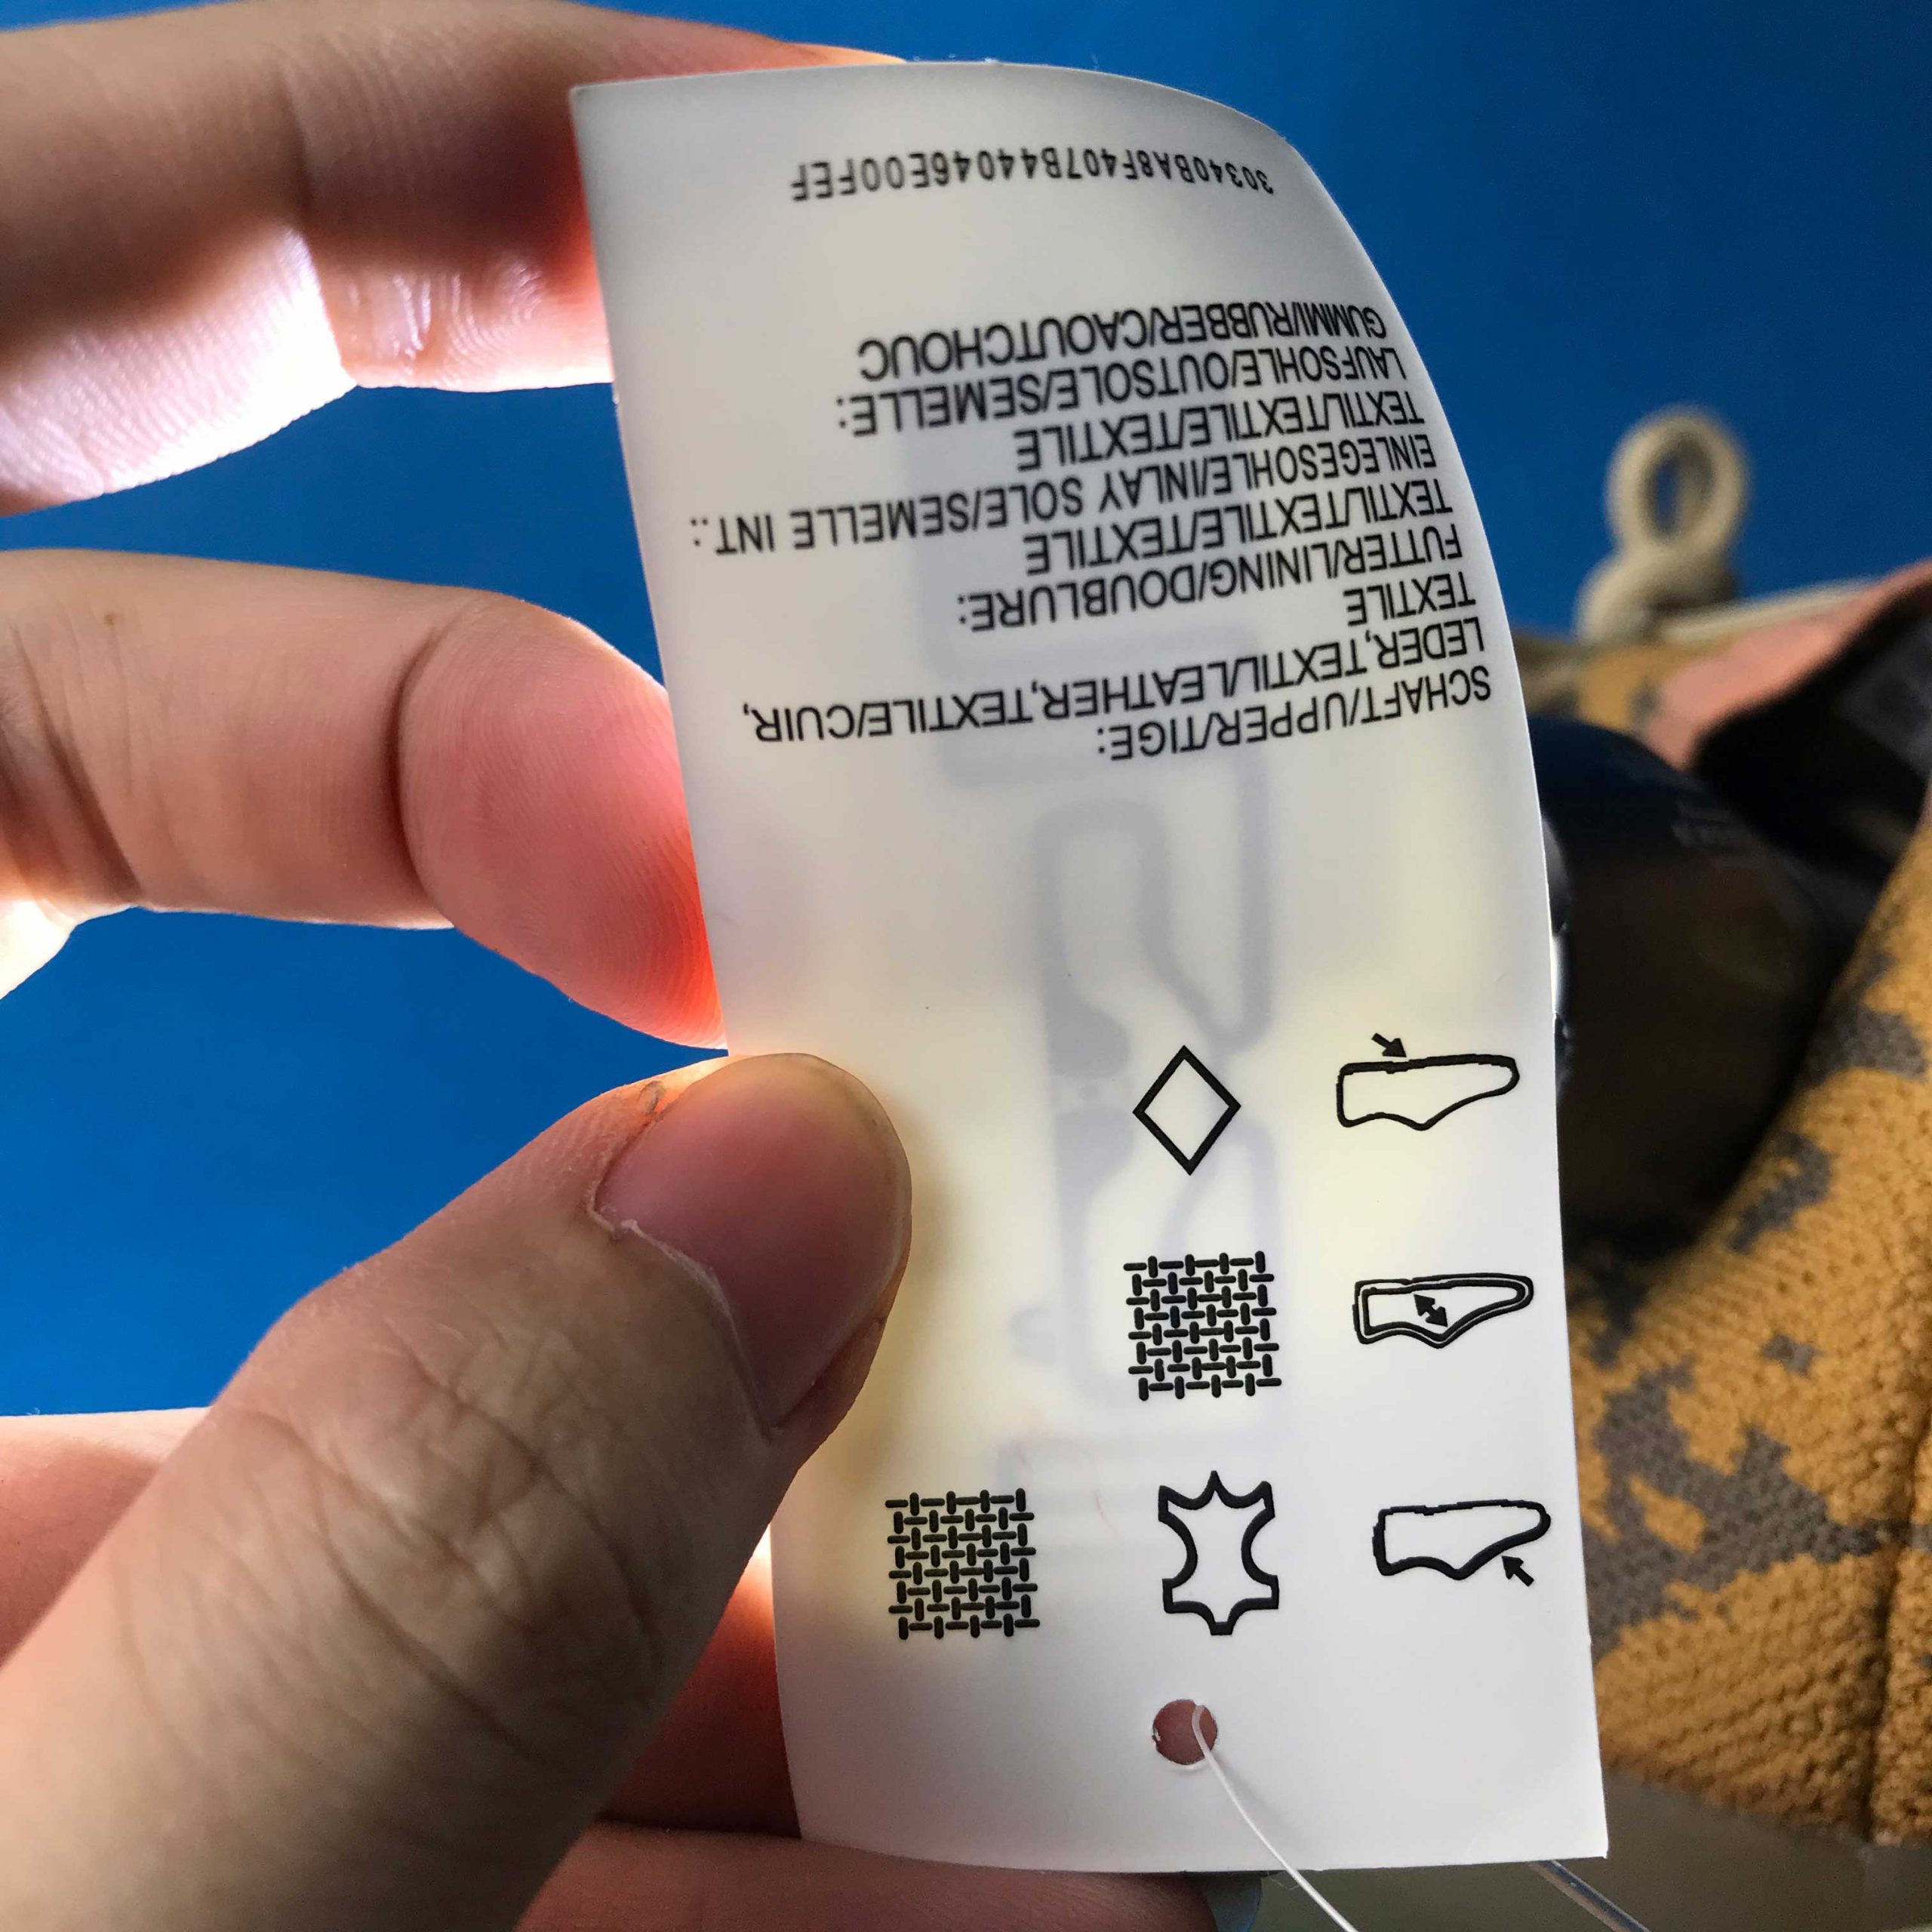 SCHAFT/UPPER/TIGE:
LEDER,TEXTIL/LEATHER,TEXTILE/CUIR,
TEXTILE
FUTTER/LINING/DOUBLURE:
TEXTIL/TEXTILE/TEXTILE
EINLEGESOHLE/INLAY SOLE/SEMELLE INT.:
TEXTIL/TEXTILE/TEXTILE
LAUFSOHLE/OUTSOLE/SEMELLE:
GUMMI/RUBBER/CAOUTCHOUC
30340BA8F407B44046E00FEF